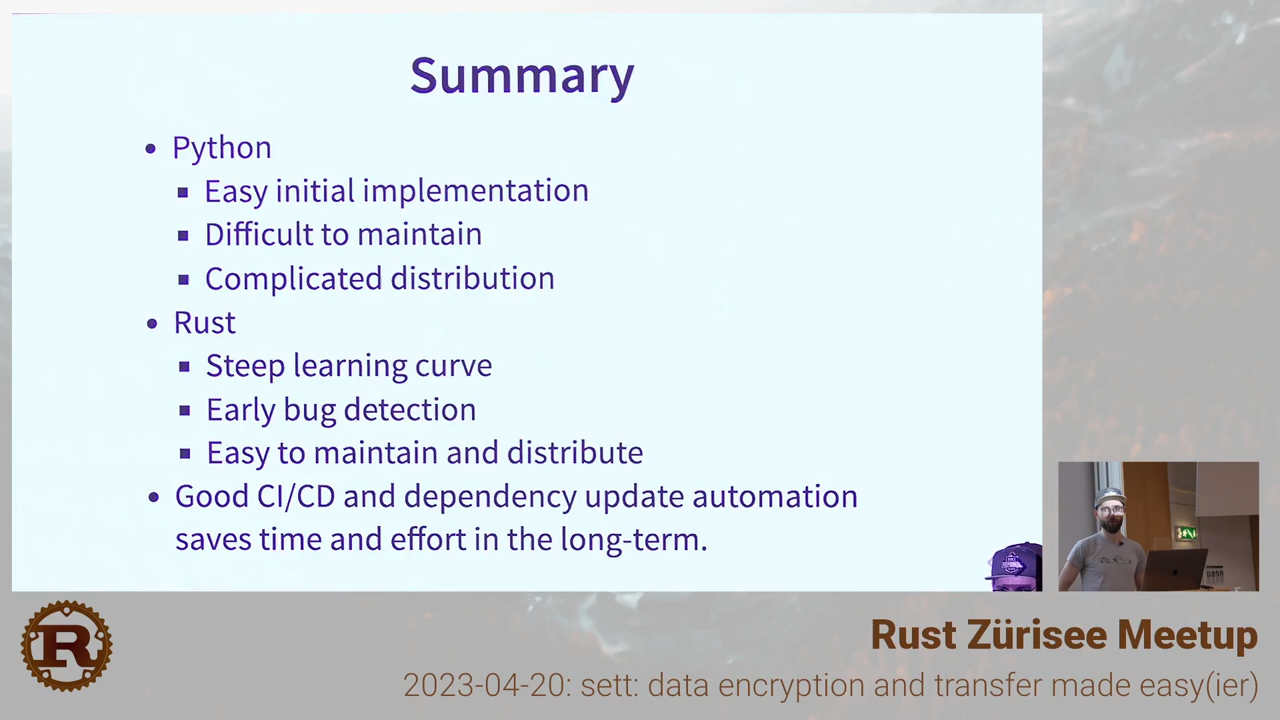 Summary
• Python
▪ Easy initial implementation
▪ Difficult to maintain
▪ Complicated distribution
• Rust
▪ Steep learning curve
▪ Early bug detection
▪ Easy to maintain and distribute
• Good CI/CD and dependency update automation
saves time and effort in the long-term.
R
Rust Zürisee Meetup
2023-04-20: sett: data encryption and transfer made easy(ier)